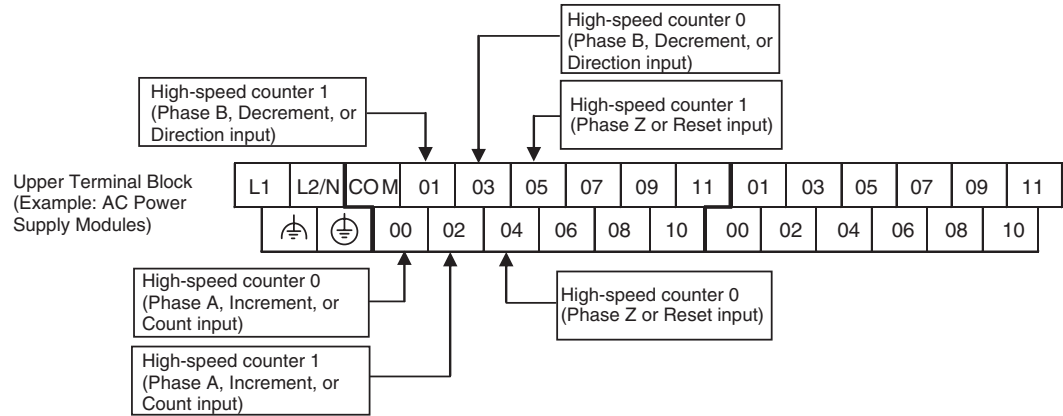 High-speed counter 0
(Phase B, Decrement, or
Direction input)
High-speed counter 1
(Phase B, Decrement, or
Direction input)
High-speed counter 1
(Phase Z or Reset input)
Upper Terminal Block
(Example: AC Power
Supply Modules)
L1 L2/N COM 01 03 05 07 09 11 01 03 05 07 09 11
00 02 04 06 08 10 00 02 04 06 08 10
High-speed counter 0
(Phase A, Increment, or
Count input)
High-speed counter 0
(Phase Z or Reset input)
High-speed counter 1
(Phase A, Increment, or
Count input)